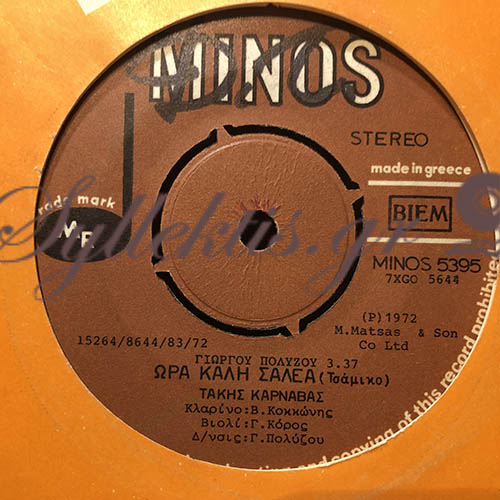 MINOS
STEREO
made in greece
trade mark
BIEM
M.F
MINOS 5395
7XGO 5644
Syllektis.gr
(P) 1972
M.Matsas & Son
Co Ltd
15264/8644/83/72
ΓΙΩΡΓΟΥ ΠΟΛΥΖΟΥ 3.37
ΩΡΑ ΚΑΛΗ ΣΑΛΕΑ (Τσάμικο)
ΤΑΚΗΣ ΚΑΡΝΑΒΑΣ
Κλαρίνο:Β.Κοκκώνης
Βιολί:Γ.Κόρος
Δ/νσις:Γ.Πολύζου
and copying of this record prohibite